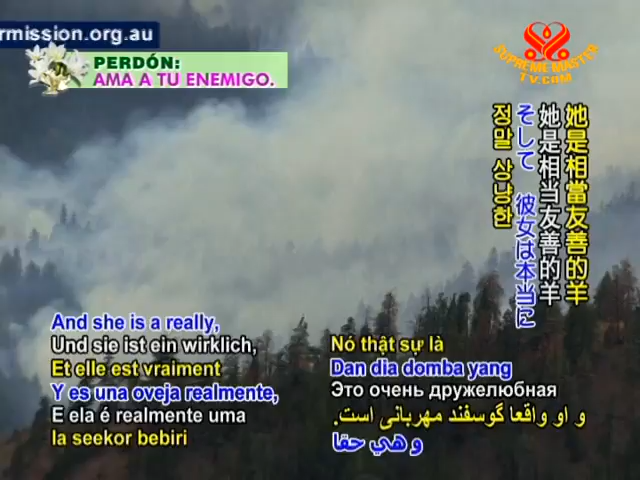 rmission.org.au
PERDÓN:
AMA A TU ENEMIGO.
SUPREME MASTER
TV.COM
她是相當友善的羊
她是相当友善的羊
そして 彼女は本当に
정말 상냥한
And she is a really,
Und sie ist ein wirklich,
Et elle est vraiment
Y es una oveja realmente,
E ela é realmente uma
Ia seekor bebiri
Nó thật sự là
Dan dia domba yang
Это очень дружелюбная
و او واقعا گوسفند مهربانی است.
و هي حقا